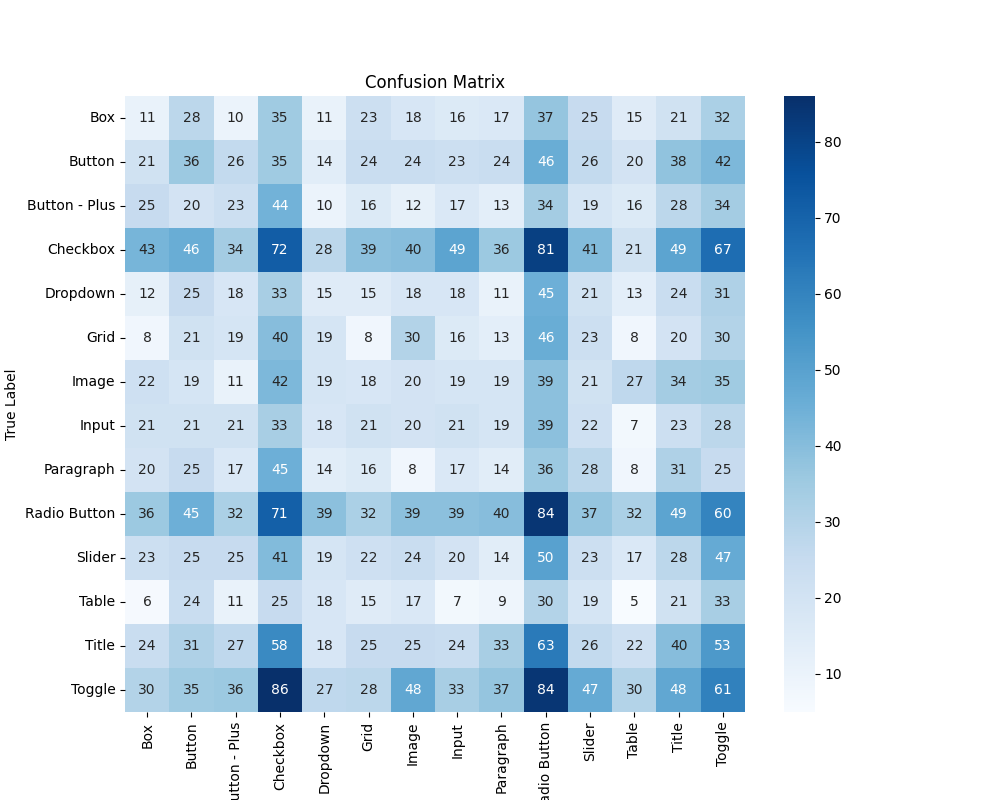 Confusion Matrix
True Label
Box 11 28 10 35 11 23 18 16 17 37 25 15 21 32
Button 21 36 26 35 14 24 24 23 24 46 26 20 38 42
Button - Plus 25 20 23 44 10 16 12 17 13 34 19 16 28 34
Checkbox 43 46 34 72 28 39 40 49 36 81 41 21 49 67
Dropdown 12 25 18 33 15 15 18 18 11 45 21 13 24 31
Grid 8 21 19 40 19 8 30 16 13 46 23 8 20 30
Image 22 19 11 42 19 18 20 19 19 39 21 27 34 35
Input 21 21 21 33 18 21 20 21 19 39 22 7 23 28
Paragraph 20 25 17 45 14 16 8 17 14 36 28 8 31 25
Radio Button 36 45 32 71 39 32 39 39 40 84 37 32 49 60
Slider 23 25 25 41 19 22 24 20 14 50 23 17 28 47
Table 6 24 11 25 18 15 17 7 9 30 19 5 21 33
Title 24 31 27 58 18 25 25 24 33 63 26 22 40 53
Toggle 30 35 36 86 27 28 48 33 37 84 47 30 48 61
Box
Button
utton - Plus
Checkbox
Dropdown
Grid
Image
Input
Paragraph
adio Button
Slider
Table
Title
Toggle
80
70
60
50
40
30
20
10